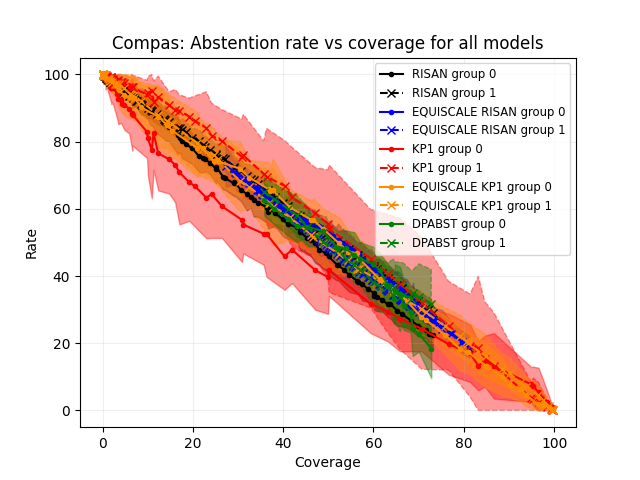 Compas: Abstention rate vs coverage for all models
100
80
60
40
20
0
Rate
RISAN group 0
RISAN group 1
EQUISCALE RISAN group 0
EQUISCALE RISAN group 1
KP1 group 0
KP1 group 1
EQUISCALE KP1 group 0
EQUISCALE KP1 group 1
DPABST group 0
DPABST group 1
0 20 40 60 80 100
Coverage